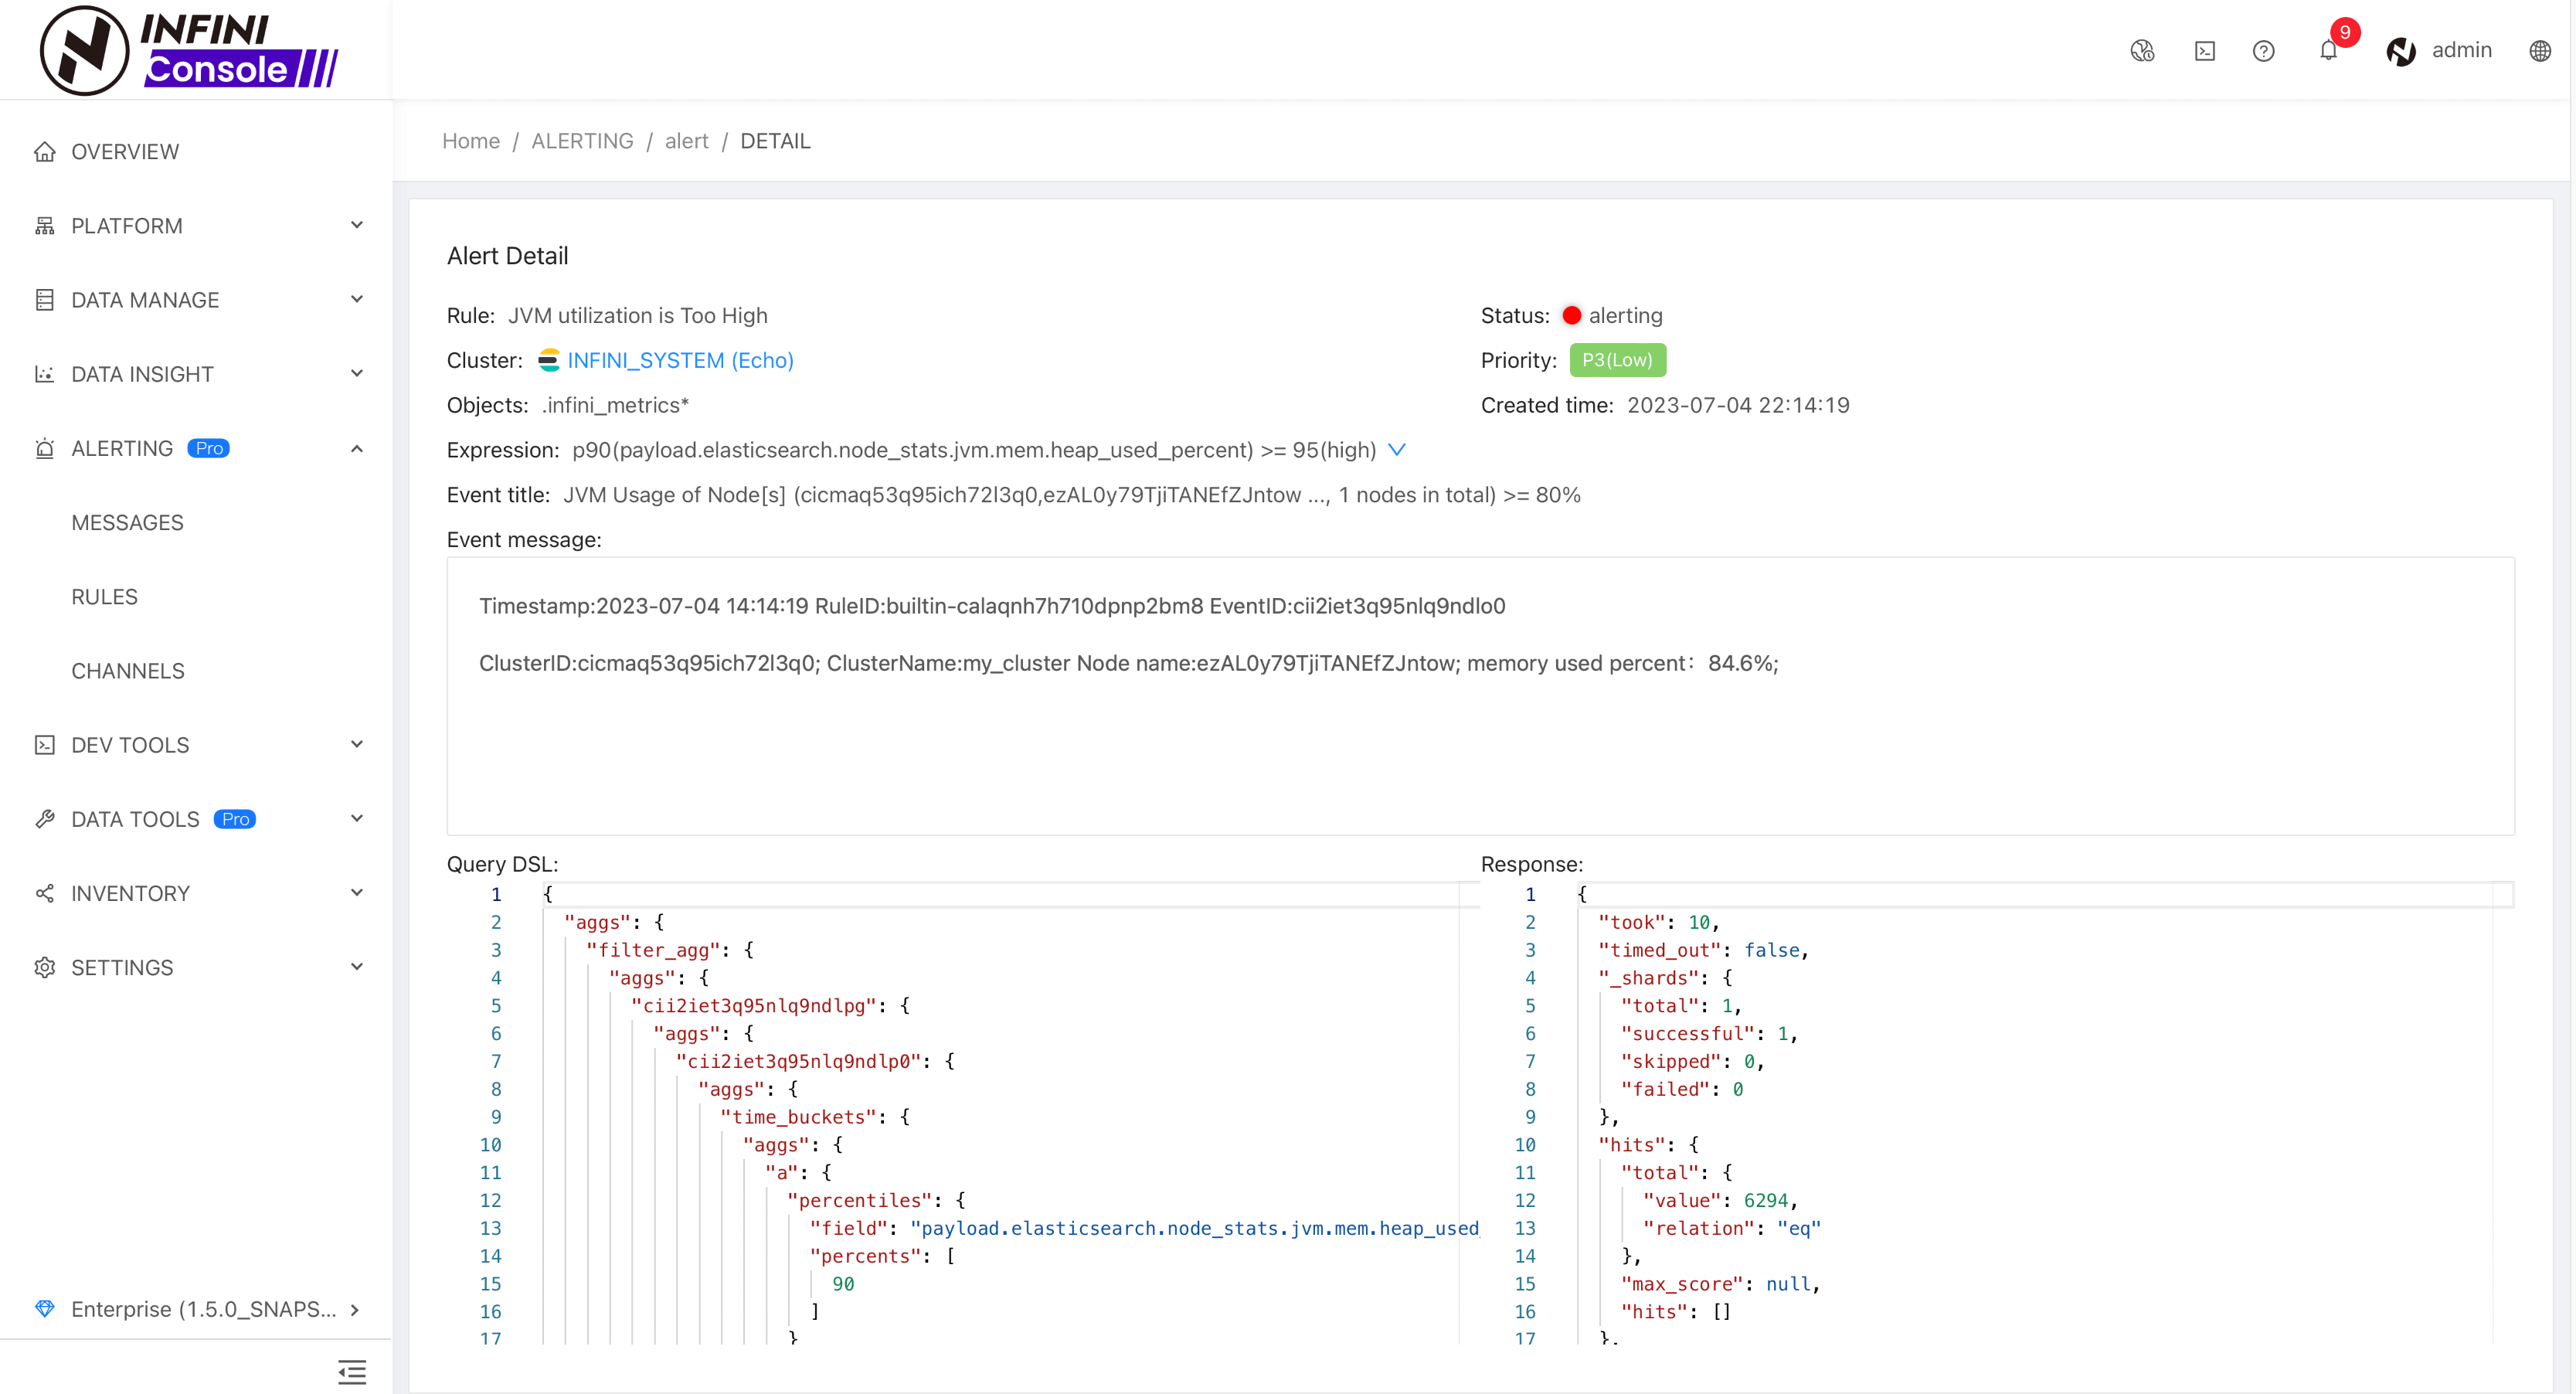 INFINI
Console
9
admin
Home / ALERTING / alert / DETAIL
OVERVIEW
PLATFORM
DATA MANAGE
DATA INSIGHT
ALERTING Pro
MESSAGES
RULES
CHANNELS
DEV TOOLS
DATA TOOLS Pro
INVENTORY
SETTINGS
Enterprise (1.5.0_SNAPS...
Alert Detail
Rule: JVM utilization is Too High
Status: alerting
Cluster: INFINI_SYSTEM (Echo)
Priority: P3(Low)
Objects: .infini_metrics*
Created time: 2023-07-04 22:14:19
Expression: p90(payload.elasticsearch.node_stats.jvm.mem.heap_used_percent) >= 95(high)
Event title: JVM Usage of Node[s] (cicmaq53q95ich72l3q0,ezAL0y79TjiTANEfZJntow ..., 1 nodes in total) >= 80%
Event message:
Timestamp:2023-07-04 14:14:19 RuleID:builtin-calaqnh7h710dpnp2bm8 EventID:cii2iet3q95nlq9ndlo0
ClusterID:cicmaq53q95ich72l3q0; ClusterName:my_cluster Node name:ezAL0y79TjiTANEfZJntow; memory used percent：84.6%;
Query DSL:
1 {
2 "aggs": {
3 "filter_agg": {
4 "aggs": {
5 "cii2iet3q95nlq9ndlpg": {
6 "aggs": {
7 "cii2iet3q95nlq9ndlp0": {
8 "aggs": {
9 "time_buckets": {
10 "aggs": {
11 "a": {
12 "percentiles": {
13 "field": "payload.elasticsearch.node_stats.jvm.mem.heap_used_
14 "percents": [
15 90
16 ]
17 }
Response:
1 {
2 "took": 10,
3 "timed_out": false,
4 "_shards": {
5 "total": 1,
6 "successful": 1,
7 "skipped": 0,
8 "failed": 0
9 },
10 "hits": {
11 "total": {
12 "value": 6294,
13 "relation": "eq"
14 },
15 "max_score": null,
16 "hits": []
17 },